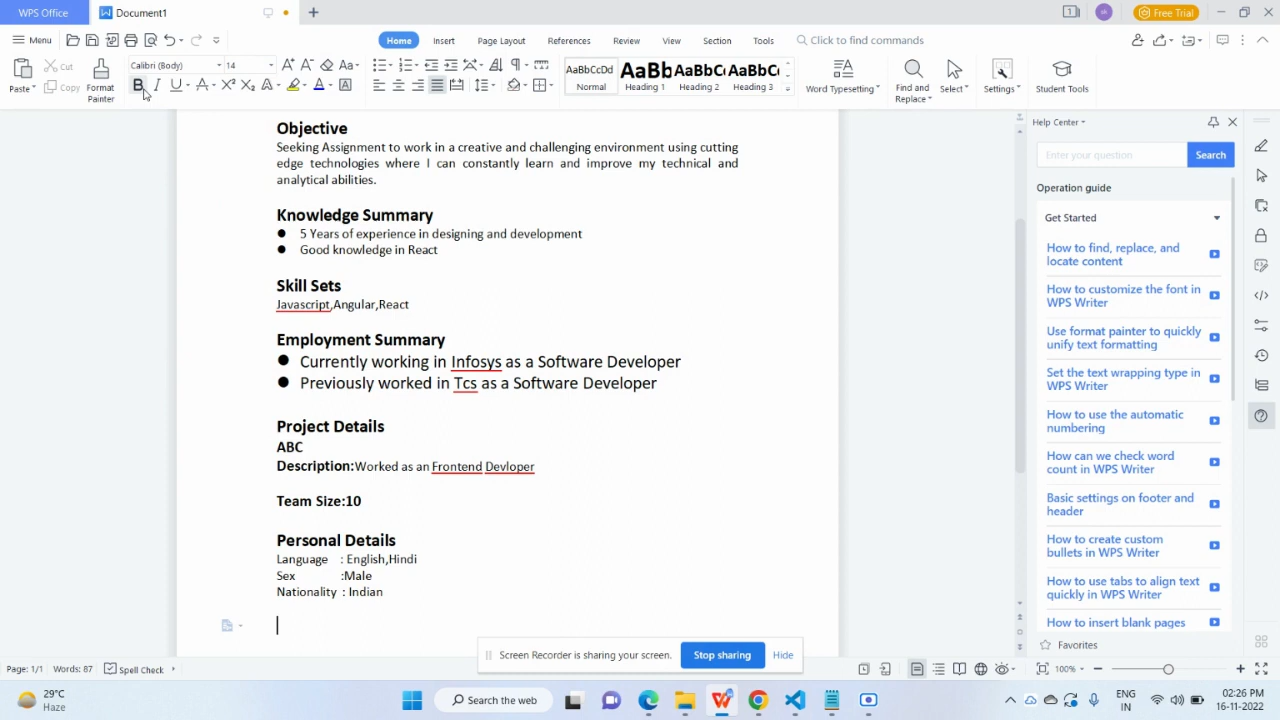 WPS Office
Document1
Free Trial
Menu
Home
Insert
Page Layout
References
Review
View
Section
Tools
Click to find commands
Paste
Cut
Copy
Format
Painter
Calibri (Body)
14
AaBbCcDd
Normal
AaBb
Heading 1
AaBbC
Heading 2
AaBbC
Heading 3
Word Typesetting
Find and
Replace
Select
Settings
Student Tools
Objective
Seeking Assignment to work in a creative and challenging environment using cutting
edge technologies where I can constantly learn and improve my technical and
analytical abilities.
Knowledge Summary
● 5 Years of experience in designing and development
● Good knowledge in React
Skill Sets
Javascript,Angular,React
Employment Summary
● Currently working in Infosys as a Software Developer
● Previously worked in Tcs as a Software Developer
Project Details
ABC
Description:Worked as an Frontend Devloper
Team Size:10
Personal Details
Language : English,Hindi
Sex :Male
Nationality : Indian
Help Center
Enter your question
Search
Operation guide
Get Started
How to find, replace, and
locate content
How to customize the font in
WPS Writer
Use format painter to quickly
unify text formatting
Set the text wrapping type in
WPS Writer
How to use the automatic
numbering
How can we check word
count in WPS Writer
Basic settings on footer and
header
How to create custom
bullets in WPS Writer
How to use tabs to align text
quickly in WPS Writer
How to insert blank pages
Favorites
Screen Recorder is sharing your screen.
Stop sharing
Hide
Page: 1/1
Words: 87
Spell Check
100%
29°C
Haze
Search the web
ENG
IN
02:26 PM
16-11-2022